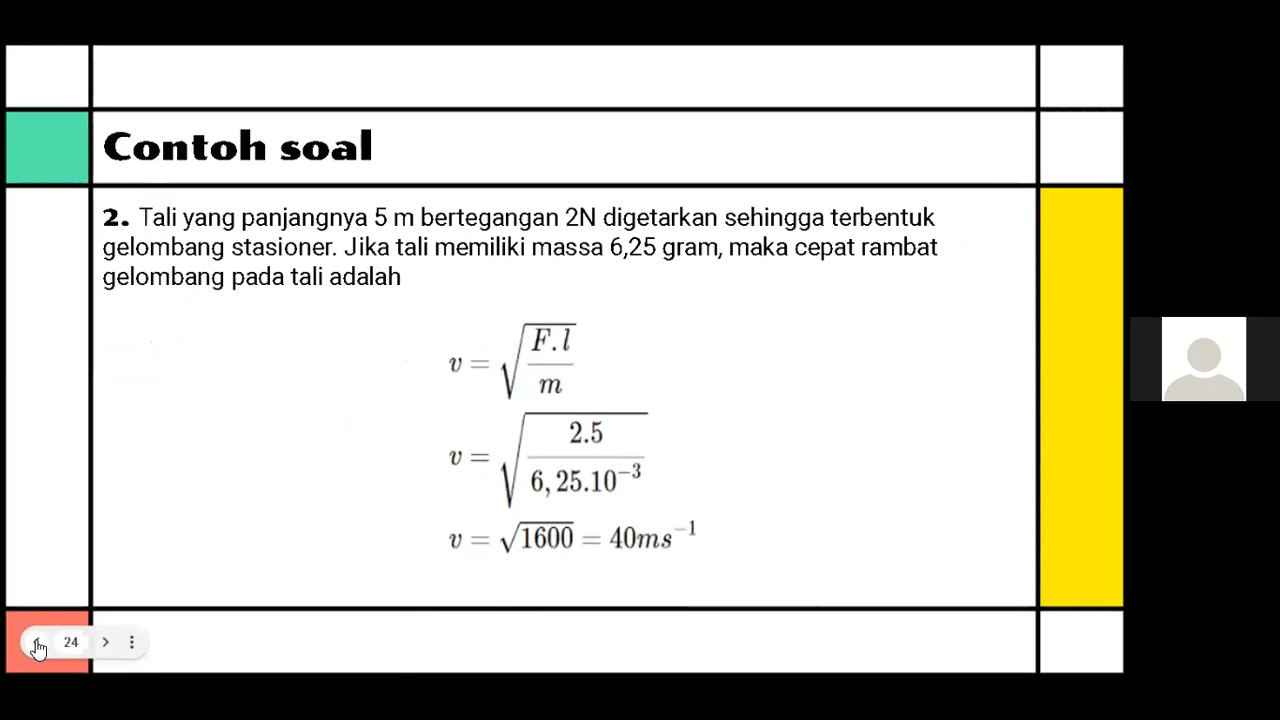 Contoh soal
2. Tali yang panjangnya 5 m bertegangan 2N digetarkan sehingga terbentuk
gelombang stasioner. Jika tali memiliki massa 6,25 gram, maka cepat rambat
gelombang pada tali adalah
v = √(F.l / m)
v = √(2.5 / 6,25.10⁻³)
v = √1600 = 40ms⁻¹
24